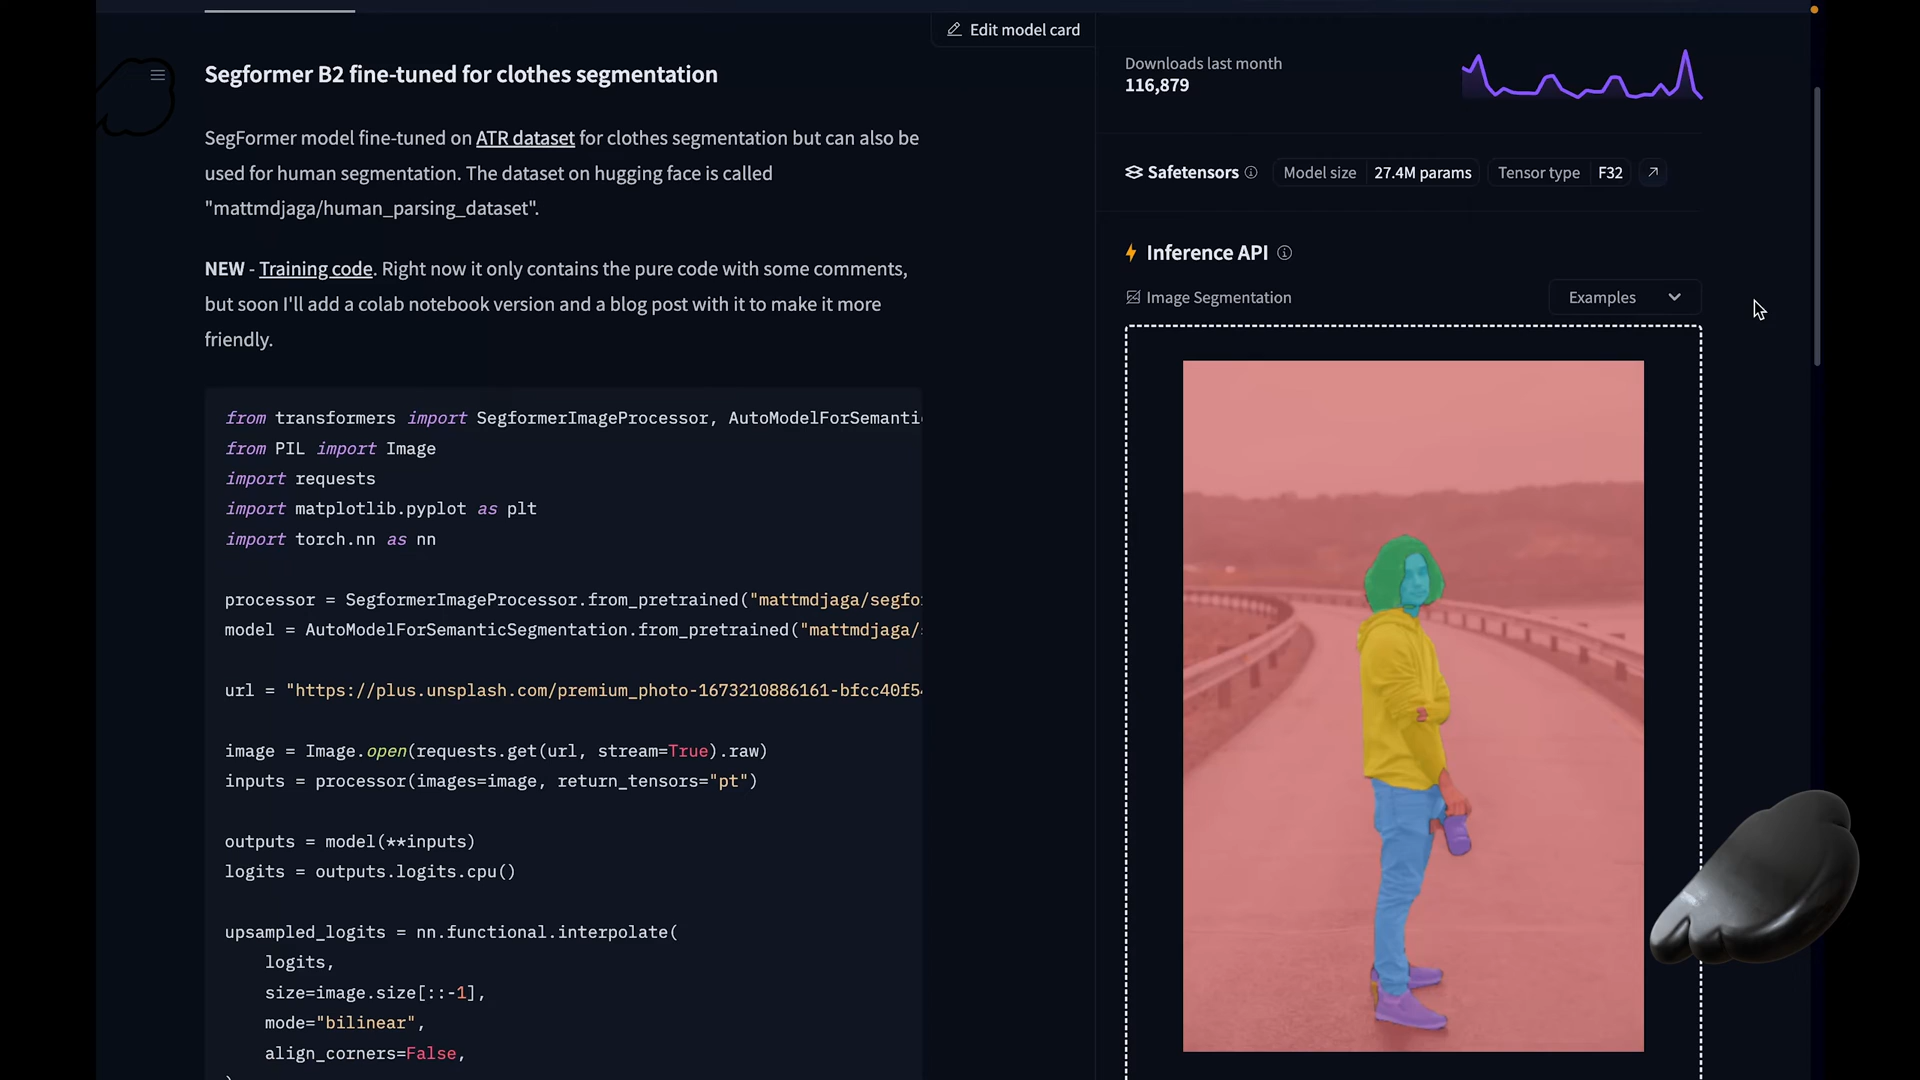 Edit model card
Segformer B2 fine-tuned for clothes segmentation
SegFormer model fine-tuned on ATR dataset for clothes segmentation but can also be
used for human segmentation. The dataset on hugging face is called
"mattmdjaga/human_parsing_dataset".
NEW - Training code. Right now it only contains the pure code with some comments,
but soon I'll add a colab notebook version and a blog post with it to make it more
friendly.
from transformers import SegformerImageProcessor, AutoModelForSemantic
from PIL import Image
import requests
import matplotlib.pyplot as plt
import torch.nn as nn
processor = SegformerImageProcessor.from_pretrained("mattmdjaga/segfo
model = AutoModelForSemanticSegmentation.from_pretrained("mattmdjaga/
url = "https://plus.unsplash.com/premium_photo-1673210886161-bfcc40f54
image = Image.open(requests.get(url, stream=True).raw)
inputs = processor(images=image, return_tensors="pt")
outputs = model(**inputs)
logits = outputs.logits.cpu()
upsampled_logits = nn.functional.interpolate(
logits,
size=image.size[::-1],
mode="bilinear",
align_corners=False,
Downloads last month
116,879
Safetensors Model size 27.4M params Tensor type F32
Inference API
Image Segmentation
Examples